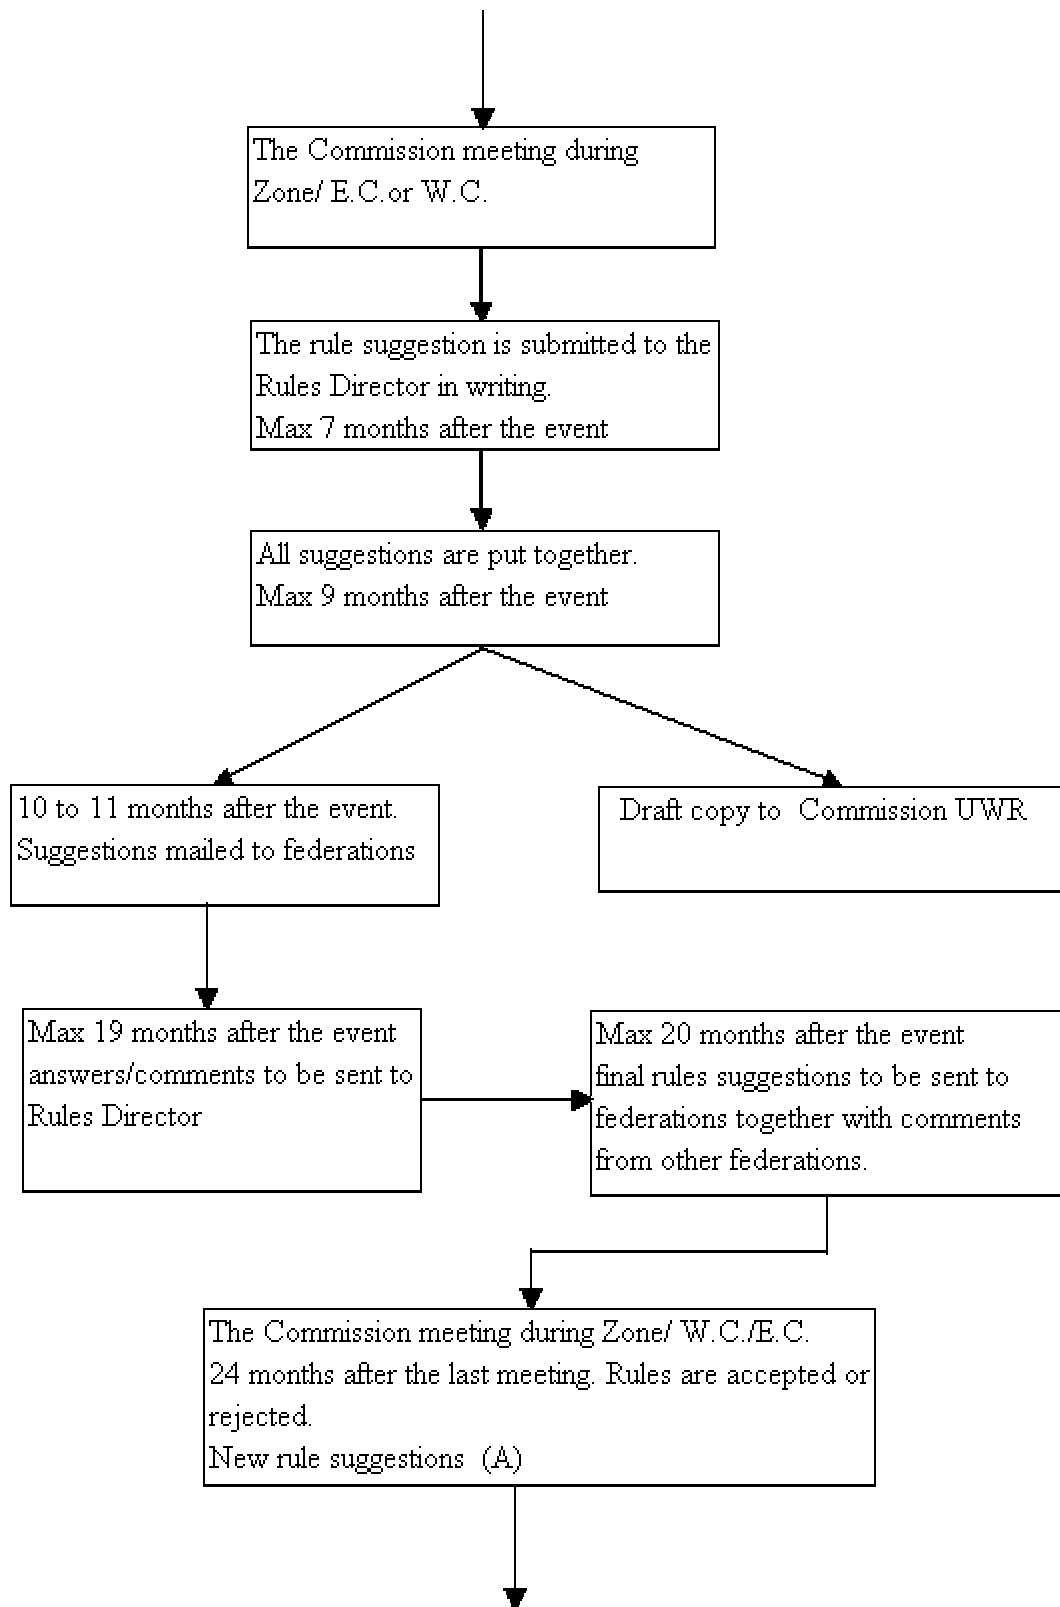 The Commission meeting during
Zone/ E.C.or W.C.
The rule suggestion is submitted to the
Rules Director in writing.
Max 7 months after the event
All suggestions are put together.
Max 9 months after the event
10 to 11 months after the event.
Suggestions mailed to federations
Draft copy to  Commission UWR
Max 19 months after the event
answers/comments to be sent to
Rules Director
Max 20 months after the event
final rules suggestions to be sent to
federations together with comments
from other federations.
The Commission meeting during Zone/ W.C./E.C.
24 months after the last meeting. Rules are accepted or
rejected.
New rule suggestions  (A)